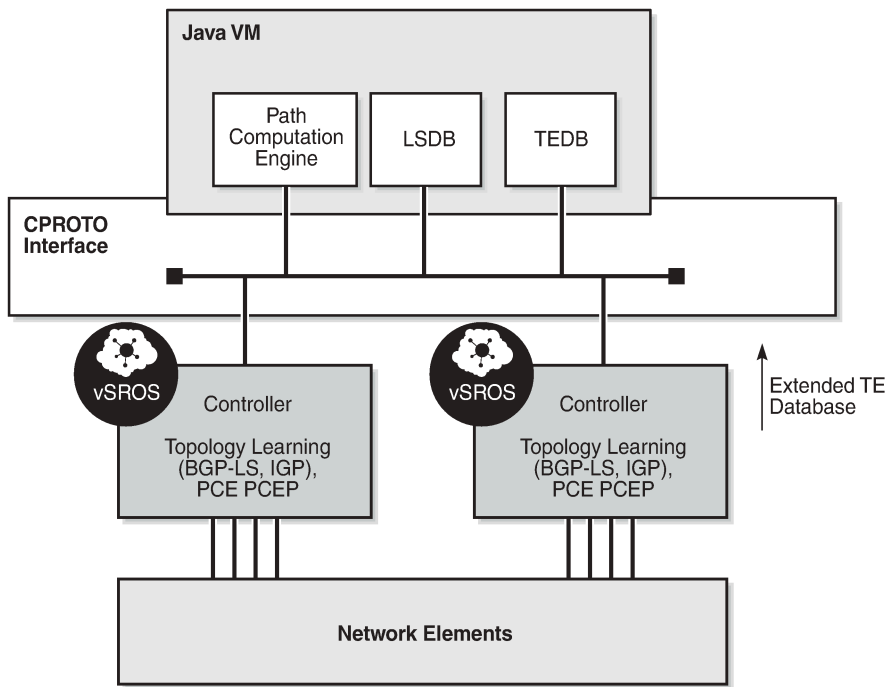 Java VM
Path
Computation
Engine
LSDB
TEDB
CPROTO
Interface
vSROS
Controller
Topology Learning
(BGP-LS, IGP),
PCE PCEP
vSROS
Controller
Topology Learning
(BGP-LS, IGP),
PCE PCEP
Extended TE
Database
Network Elements